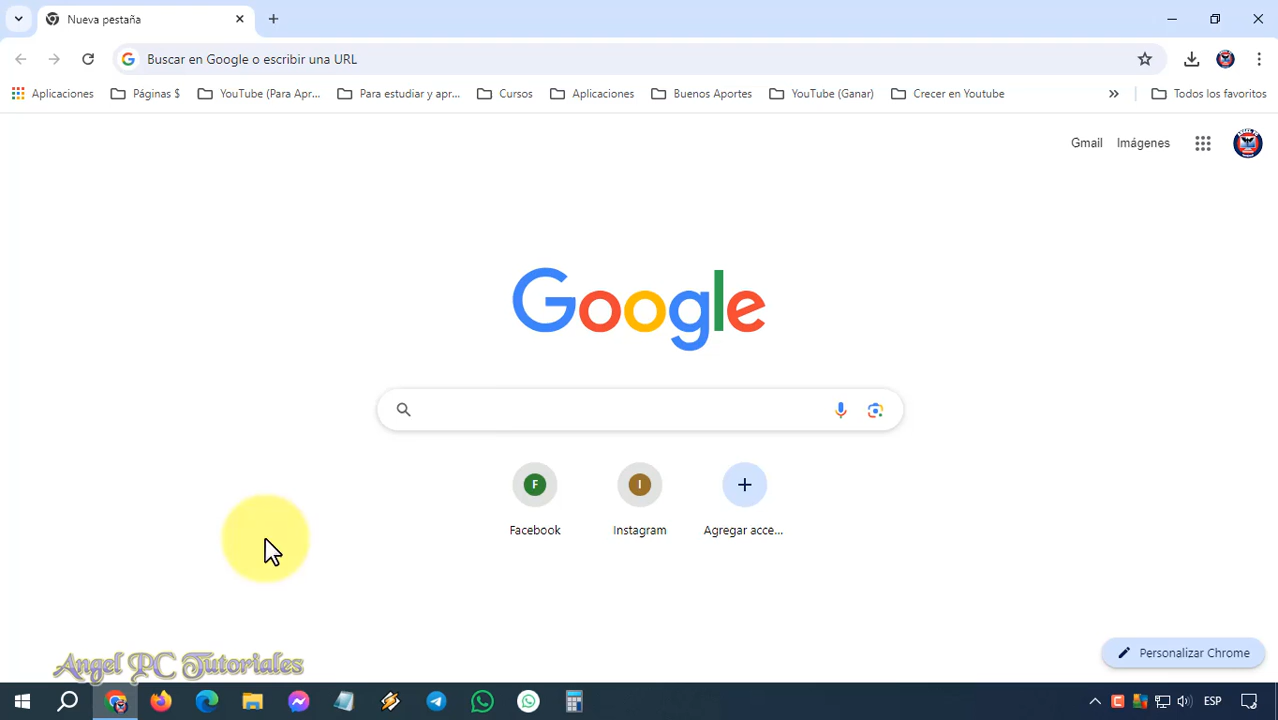 Nueva pestaña
Buscar en Google o escribir una URL
Aplicaciones
Páginas $
YouTube (Para Apr...
Para estudiar y apr...
Cursos
Aplicaciones
Buenos Aportes
YouTube (Ganar)
Crecer en Youtube
Todos los favoritos
Gmail
Imágenes
Google
F
I
Facebook
Instagram
Agregar acce...
Personalizar Chrome
Angel PC Tutoriales
ESP